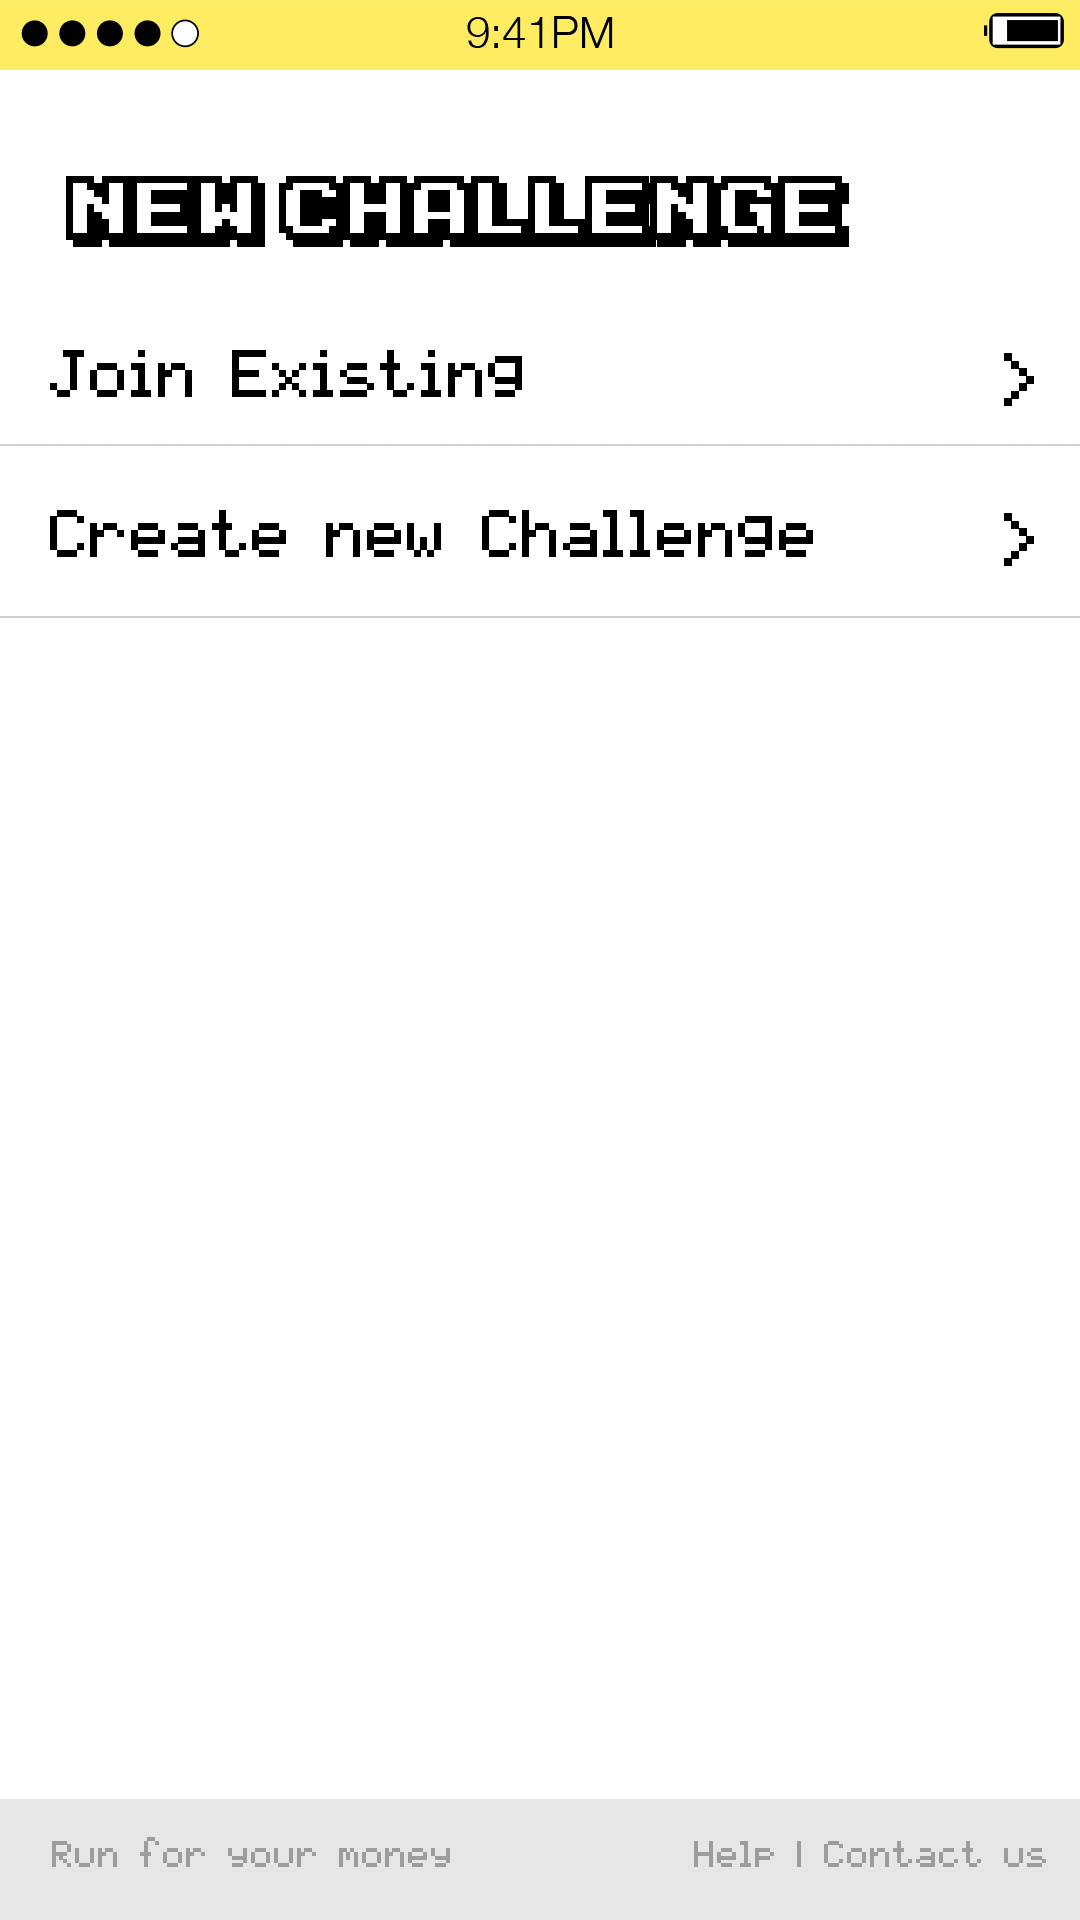 9:41PM
NEW CHALLENGE
Join Existing
Create new Challenge
Run for your money
Help | Contact us